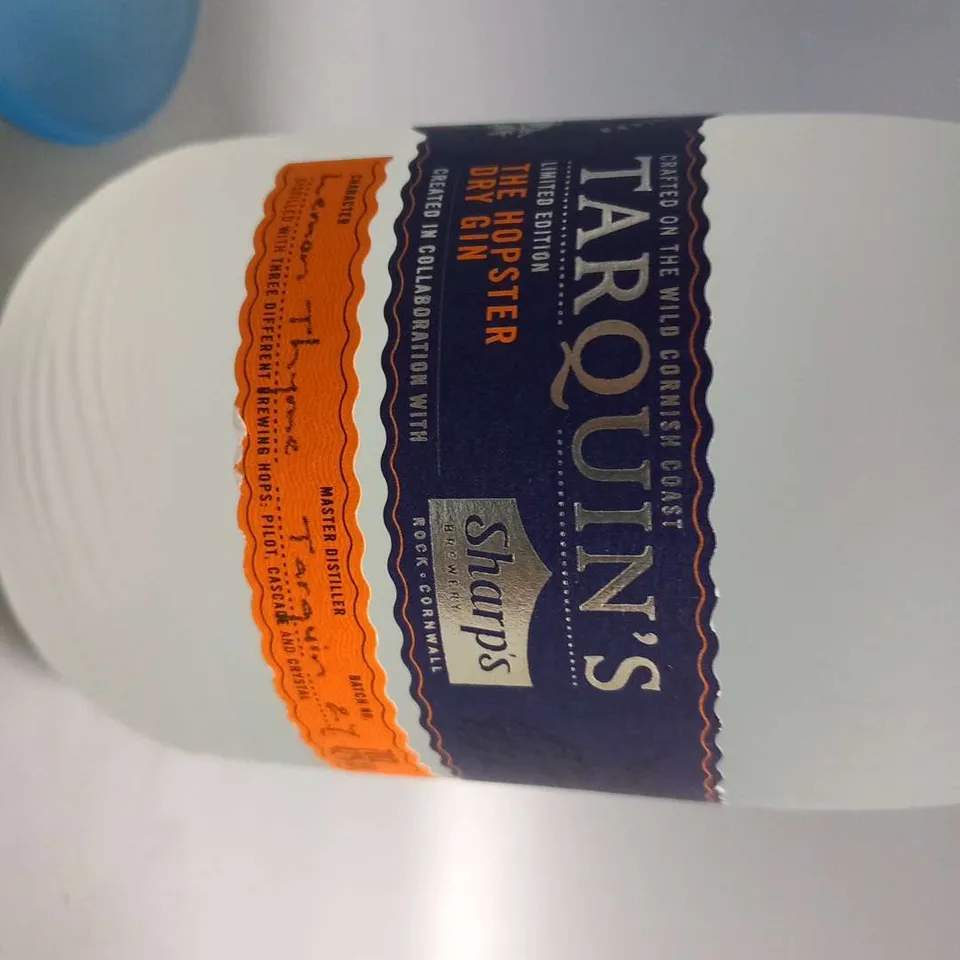 CRAFTED ON THE WILD CORNISH COAST
TARQUIN'S
LIMITED EDITION
THE HOPSTER
DRY GIN
CREATED IN COLLABORATION WITH
Sharp's
BREWERY
ROCK • CORNWALL
CHARACTER
Lemon Thyme
MASTER DISTILLER
Tarquin
BATCH NO.
DISTILLED WITH THREE DIFFERENT BREWING HOPS: PILOT, CASCADE AND CRYSTAL